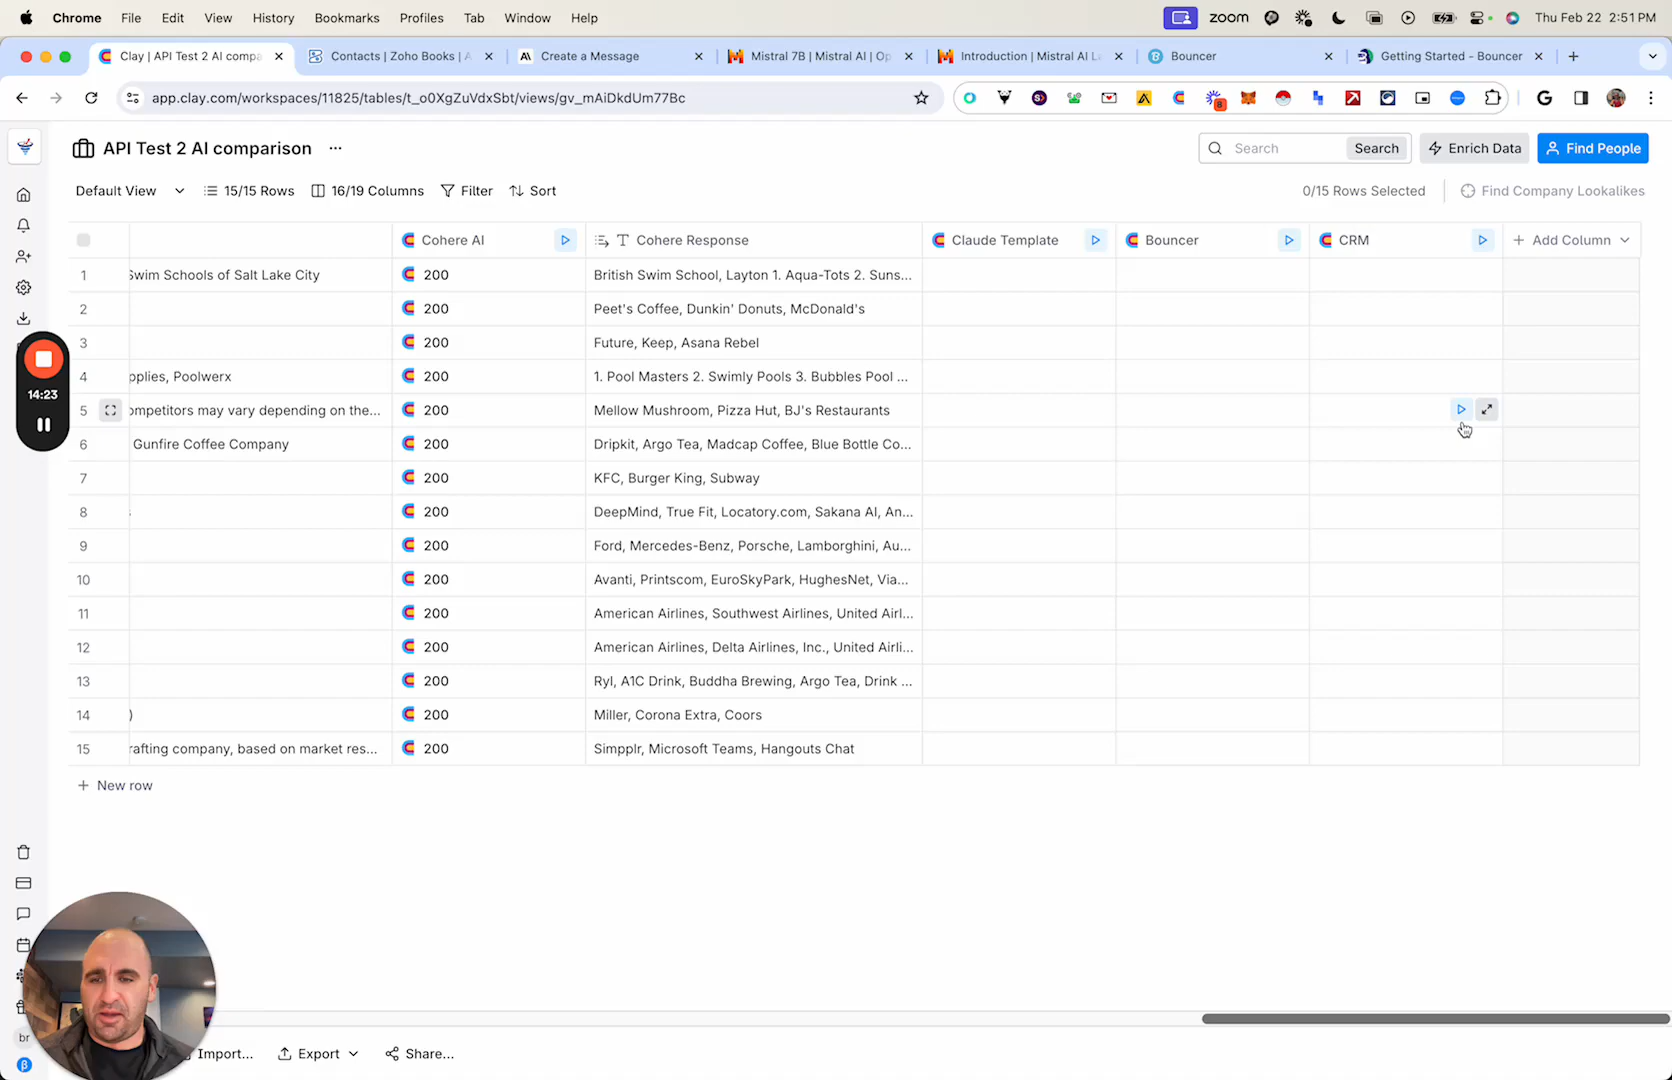 Chrome File Edit View History Bookmarks Profiles Tab Window Help zoom Thu Feb 22 2:51 PM
Clay | API Test 2 AI compa Contacts | Zoho Books | A Create a Message Mistral 7B | Mistral AI | Op Introduction | Mistral AI La Bouncer Getting Started - Bouncer
app.clay.com/workspaces/11825/tables/t_o0XgZuVdxSbt/views/gv_mAiDkdUm77Bc 8
API Test 2 AI comparison ... Search Search Enrich Data Find People
Default View 15/15 Rows 16/19 Columns Filter Sort 0/15 Rows Selected Find Company Lookalikes
Cohere AI Cohere Response Claude Template Bouncer CRM + Add Column
1 Swim Schools of Salt Lake City 200 British Swim School, Layton 1. Aqua-Tots 2. Suns...
2 200 Peet's Coffee, Dunkin' Donuts, McDonald's
3 200 Future, Keep, Asana Rebel
4 pplies, Poolwerx 200 1. Pool Masters 2. Swimly Pools 3. Bubbles Pool ...
14:23
5 ompetitors may vary depending on the... 200 Mellow Mushroom, Pizza Hut, BJ's Restaurants
6 Gunfire Coffee Company 200 Dripkit, Argo Tea, Madcap Coffee, Blue Bottle Co...
7 200 KFC, Burger King, Subway
8 200 DeepMind, True Fit, Locatory.com, Sakana AI, An...
9 200 Ford, Mercedes-Benz, Porsche, Lamborghini, Au...
10 200 Avanti, Printscom, EuroSkyPark, HughesNet, Via...
11 200 American Airlines, Southwest Airlines, United Airl...
12 200 American Airlines, Delta Airlines, Inc., United Airli...
13 200 Ryl, A1C Drink, Buddha Brewing, Argo Tea, Drink ...
14 ) 200 Miller, Corona Extra, Coors
15 rafting company, based on market res... 200 Simpplr, Microsoft Teams, Hangouts Chat
+ New row
br
Import... Export Share...
β